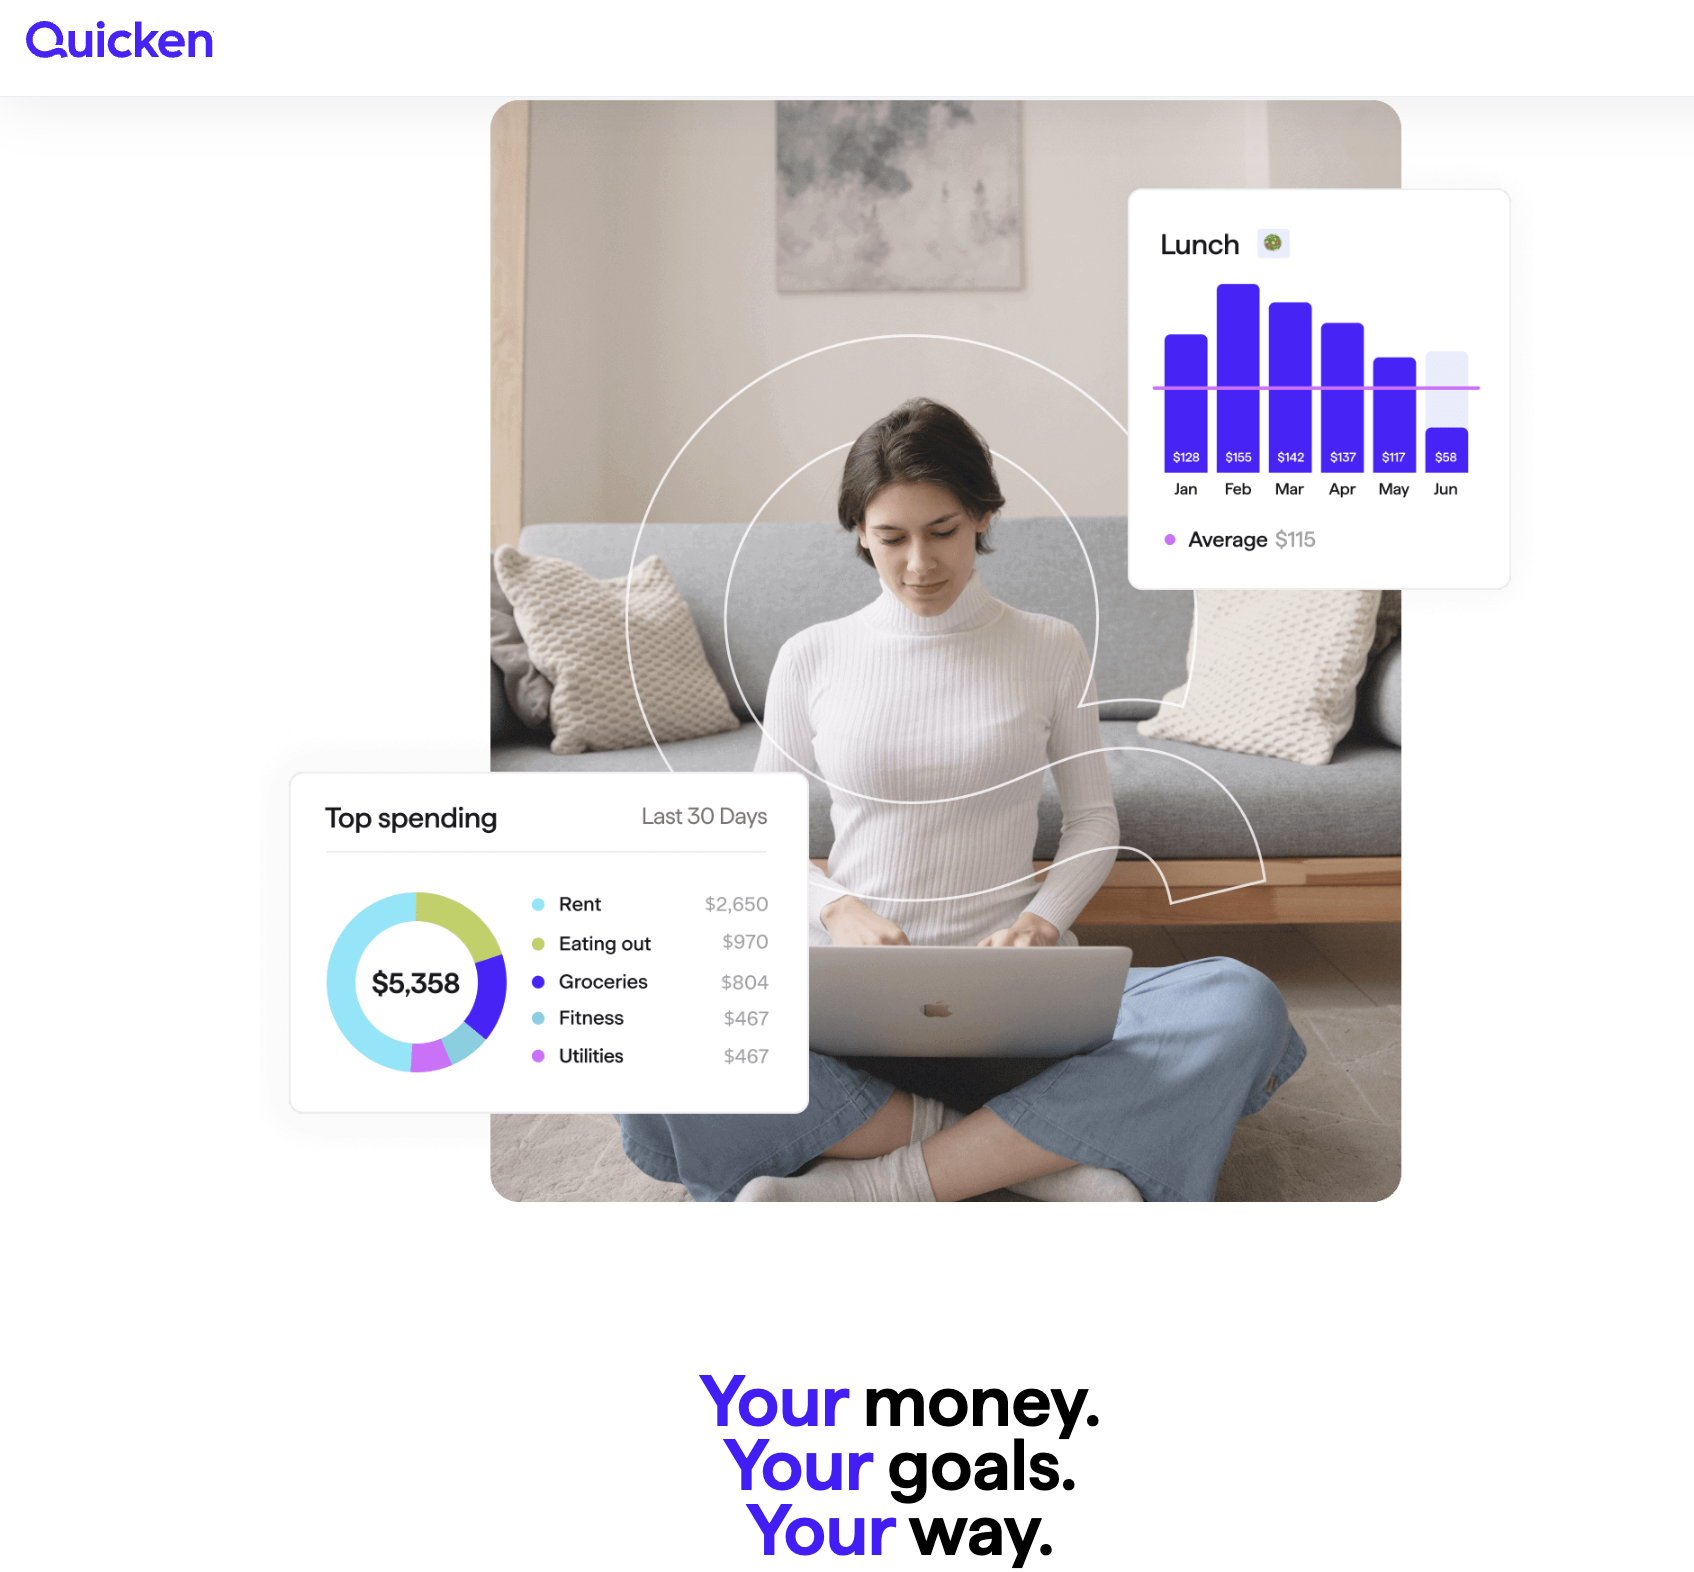 Quicken
Lunch
$128 $155 $142 $137 $117 $58
Jan Feb Mar Apr May Jun
Average $115
Top spending Last 30 Days
$5,358
Rent $2,650
Eating out $970
Groceries $804
Fitness $467
Utilities $467
Your money.
Your goals.
Your way.